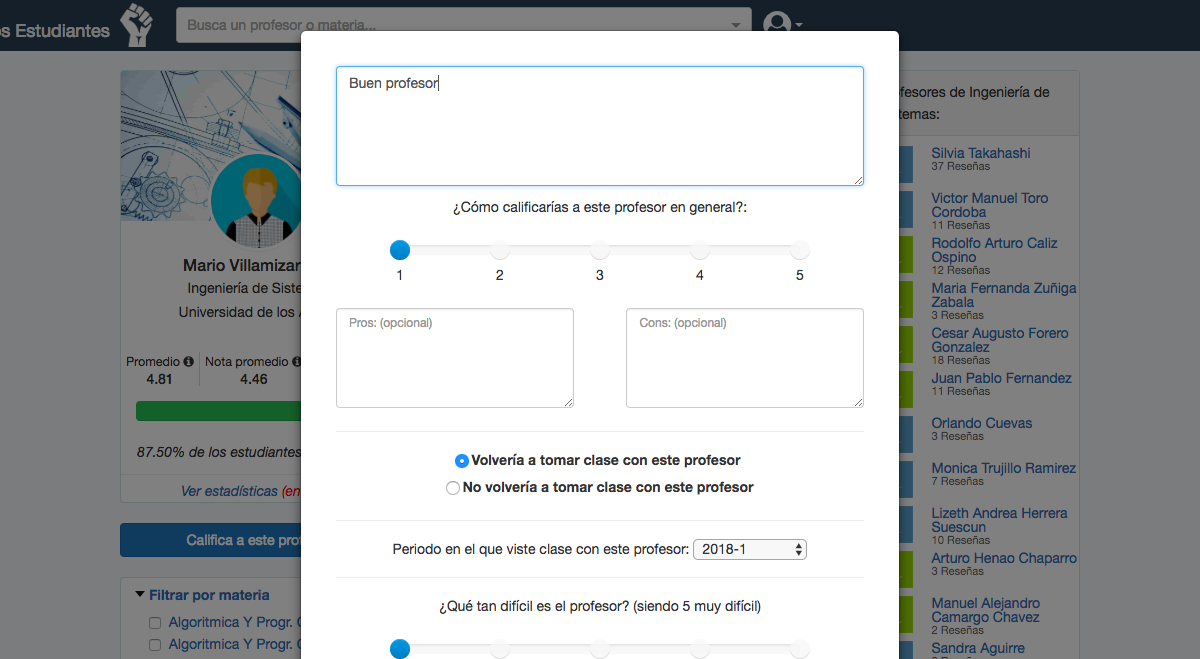 s Estudiantes
Busca un profesor o materia...
Buen profesor
¿Cómo calificarías a este profesor en general?:
1
2
3
4
5
Pros: (opcional)
Cons: (opcional)
Volvería a tomar clase con este profesor
No volvería a tomar clase con este profesor
Periodo en el que viste clase con este profesor: 2018-1
¿Qué tan difícil es el profesor? (siendo 5 muy difícil)
Mario Villamizar
Ingeniería de Siste
Universidad de los
Promedio
Nota promedio
4.81
4.46
87.50% de los estudiantes
Ver estadísticas (en
Califica a este prof
Filtrar por materia
Algoritmica Y Progr.
Algoritmica Y Progr.
fesores de Ingeniería de
temas:
Silvia Takahashi
37 Reseñas
Victor Manuel Toro
Cordoba
11 Reseñas
Rodolfo Arturo Caliz
Ospino
12 Reseñas
Maria Fernanda Zuñiga
Zabala
3 Reseñas
Cesar Augusto Forero
Gonzalez
18 Reseñas
Juan Pablo Fernandez
11 Reseñas
Orlando Cuevas
3 Reseñas
Monica Trujillo Ramirez
7 Reseñas
Lizeth Andrea Herrera
Suescun
10 Reseñas
Arturo Henao Chaparro
3 Reseñas
Manuel Alejandro
Camargo Chavez
2 Reseñas
Sandra Aguirre